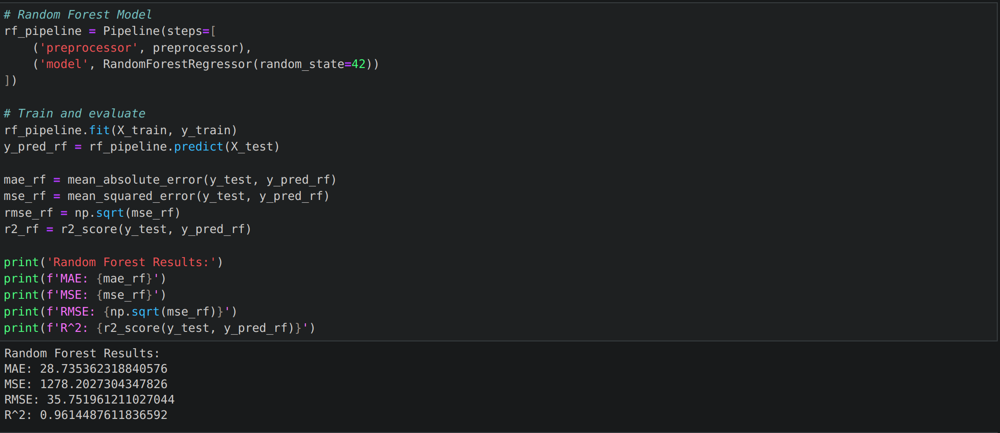 # Random Forest Model
rf_pipeline = Pipeline(steps=[
    ('preprocessor', preprocessor),
    ('model', RandomForestRegressor(random_state=42))
])

# Train and evaluate
rf_pipeline.fit(X_train, y_train)
y_pred_rf = rf_pipeline.predict(X_test)

mae_rf = mean_absolute_error(y_test, y_pred_rf)
mse_rf = mean_squared_error(y_test, y_pred_rf)
rmse_rf = np.sqrt(mse_rf)
r2_rf = r2_score(y_test, y_pred_rf)

print('Random Forest Results:')
print(f'MAE: {mae_rf}')
print(f'MSE: {mse_rf}')
print(f'RMSE: {np.sqrt(mse_rf)}')
print(f'R^2: {r2_score(y_test, y_pred_rf)}')
Random Forest Results:
MAE: 28.735362318840576
MSE: 1278.2027304347826
RMSE: 35.751961211027044
R^2: 0.9614487611836592